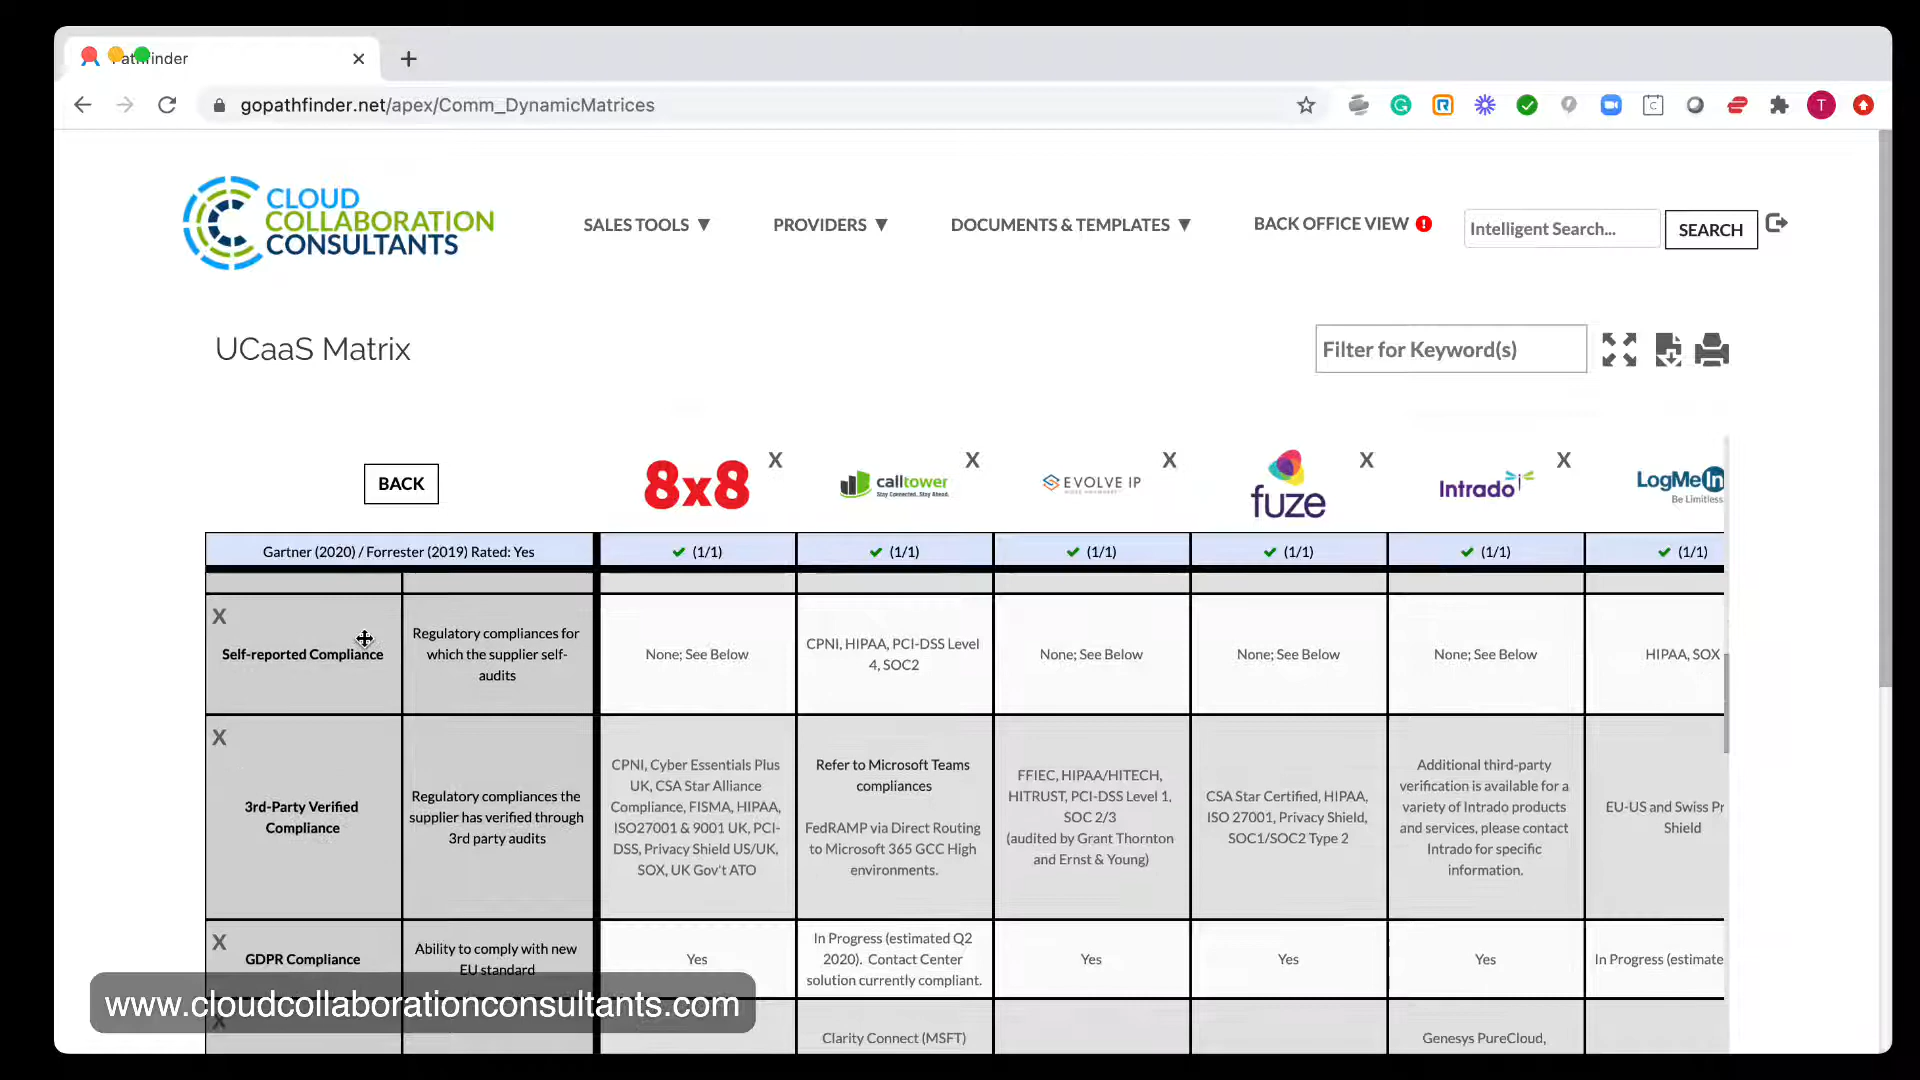 Pathfinder
gopathfinder.net/apex/Comm_DynamicMatrices
T
CLOUD
COLLABORATION
CONSULTANTS
SALES TOOLS ▼
PROVIDERS ▼
DOCUMENTS & TEMPLATES ▼
BACK OFFICE VIEW
Intelligent Search...
SEARCH
UCaaS Matrix
Filter for Keyword(s)
BACK
8x8
X
calltower
Stay Connected. Stay Ahead.
X
EVOLVE IP
X
fuze
X
Intrado
X
LogMeIn
Be Limitless
Gartner (2020) / Forrester (2019) Rated: Yes
✔ (1/1)
✔ (1/1)
✔ (1/1)
✔ (1/1)
✔ (1/1)
✔ (1/1)
X
Self-reported Compliance
Regulatory compliances for
which the supplier self-
audits
None; See Below
CPNI, HIPAA, PCI-DSS Level
4, SOC2
None; See Below
None; See Below
None; See Below
HIPAA, SOX
X
3rd-Party Verified
Compliance
Regulatory compliances the
supplier has verified through
3rd party audits
CPNI, Cyber Essentials Plus
UK, CSA Star Alliance
Compliance, FISMA, HIPAA,
ISO27001 & 9001 UK, PCI-
DSS, Privacy Shield US/UK,
SOX, UK Gov't ATO
Refer to Microsoft Teams
compliances
FedRAMP via Direct Routing
to Microsoft 365 GCC High
environments.
FFIEC, HIPAA/HITECH,
HITRUST, PCI-DSS Level 1,
SOC 2/3
(audited by Grant Thornton
and Ernst & Young)
CSA Star Certified, HIPAA,
ISO 27001, Privacy Shield,
SOC1/SOC2 Type 2
Additional third-party
verification is available for a
variety of Intrado products
and services, please contact
Intrado for specific
information.
EU-US and Swiss Pr
Shield
X
GDPR Compliance
Ability to comply with new
EU standard
Yes
In Progress (estimated Q2
2020). Contact Center
solution currently compliant.
Yes
Yes
Yes
In Progress (estimate
X
Clarity Connect (MSFT)
Genesys PureCloud,
www.cloudcollaborationconsultants.com